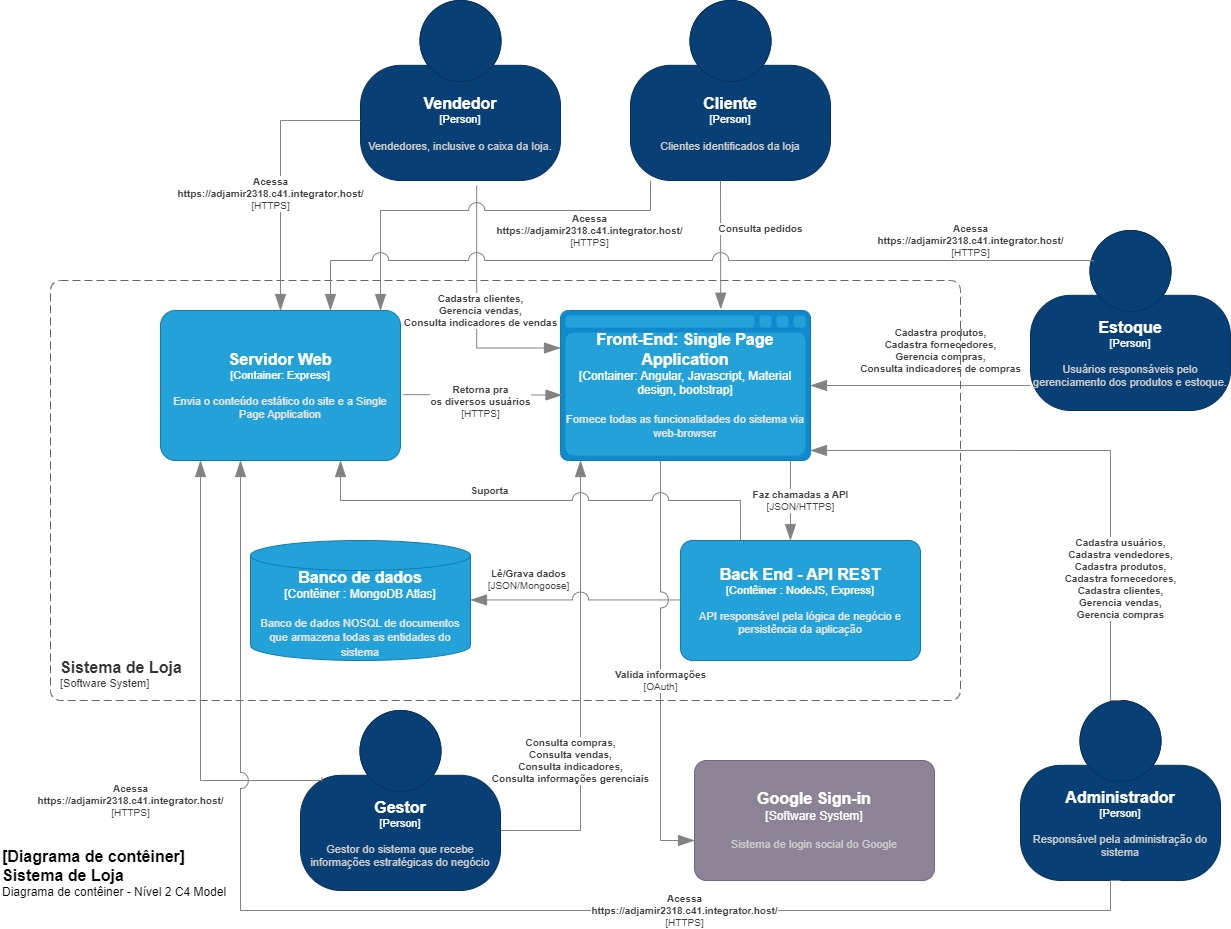 Vendedor
[Person]
Vendedores, inclusive o caixa da loja.
Cliente
[Person]
Clientes identificados da loja
Acessa
https://adjamir2318.c41.integrator.host/
[HTTPS]
Acessa
https://adjamir2318.c41.integrator.host/
[HTTPS]
Consulta pedidos
Acessa
https://adjamir2318.c41.integrator.host/
[HTTPS]
Estoque
[Person]
Usuários responsáveis pelo
gerenciamento dos produtos e estoque.
Cadastra clientes,
Gerencia vendas,
Consulta indicadores de vendas
Cadastra produtos,
Cadastra fornecedores,
Gerencia compras,
Consulta indicadores de compras
Servidor Web
[Container: Express]
Envia o conteúdo estático do site e a Single
Page Application
Retorna pra
os diversos usuários
[HTTPS]
Front-End: Single Page
Application
[Container: Angular, Javascript, Material
design, bootstrap]
Fornece todas as funcionalidades do sistema via
web-browser
Suporta
Faz chamadas a API
[JSON/HTTPS]
Banco de dados
[Contêiner : MongoDB Atlas]
Banco de dados NOSQL de documentos
que armazena todas as entidades do
sistema
Lê/Grava dados
[JSON/Mongoose]
Back End - API REST
[Contêiner : NodeJS, Express]
API responsável pela lógica de negócio e
persistência da aplicação
Cadastra usuários,
Cadastra vendedores,
Cadastra produtos,
Cadastra fornecedores,
Cadastra clientes,
Gerencia vendas,
Gerencia compras
Sistema de Loja
[Software System]
Valida informações
[OAuth]
Consulta compras,
Consulta vendas,
Consulta indicadores,
Consulta informações gerenciais
Acessa
https://adjamir2318.c41.integrator.host/
[HTTPS]
Gestor
[Person]
Gestor do sistema que recebe
informações estratégicas do negócio
Google Sign-in
[Software System]
Sistema de login social do Google
Administrador
[Person]
Responsável pela administração do
sistema
[Diagrama de contêiner]
Sistema de Loja
Diagrama de contêiner - Nível 2 C4 Model
Acessa
https://adjamir2318.c41.integrator.host/
[HTTPS]